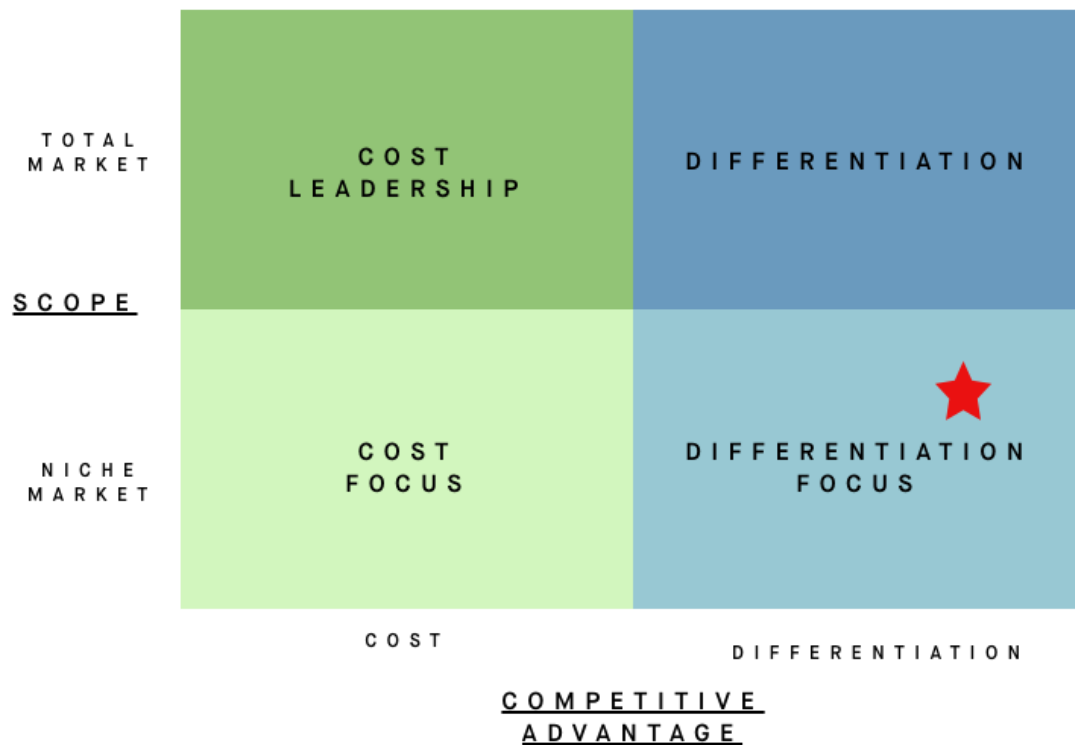 TOTAL
MARKET
COST
LEADERSHIP
DIFFERENTIATION
SCOPE
NICHE
MARKET
COST
FOCUS
DIFFERENTIATION
FOCUS
COST
DIFFERENTIATION
COMPETITIVE
ADVANTAGE